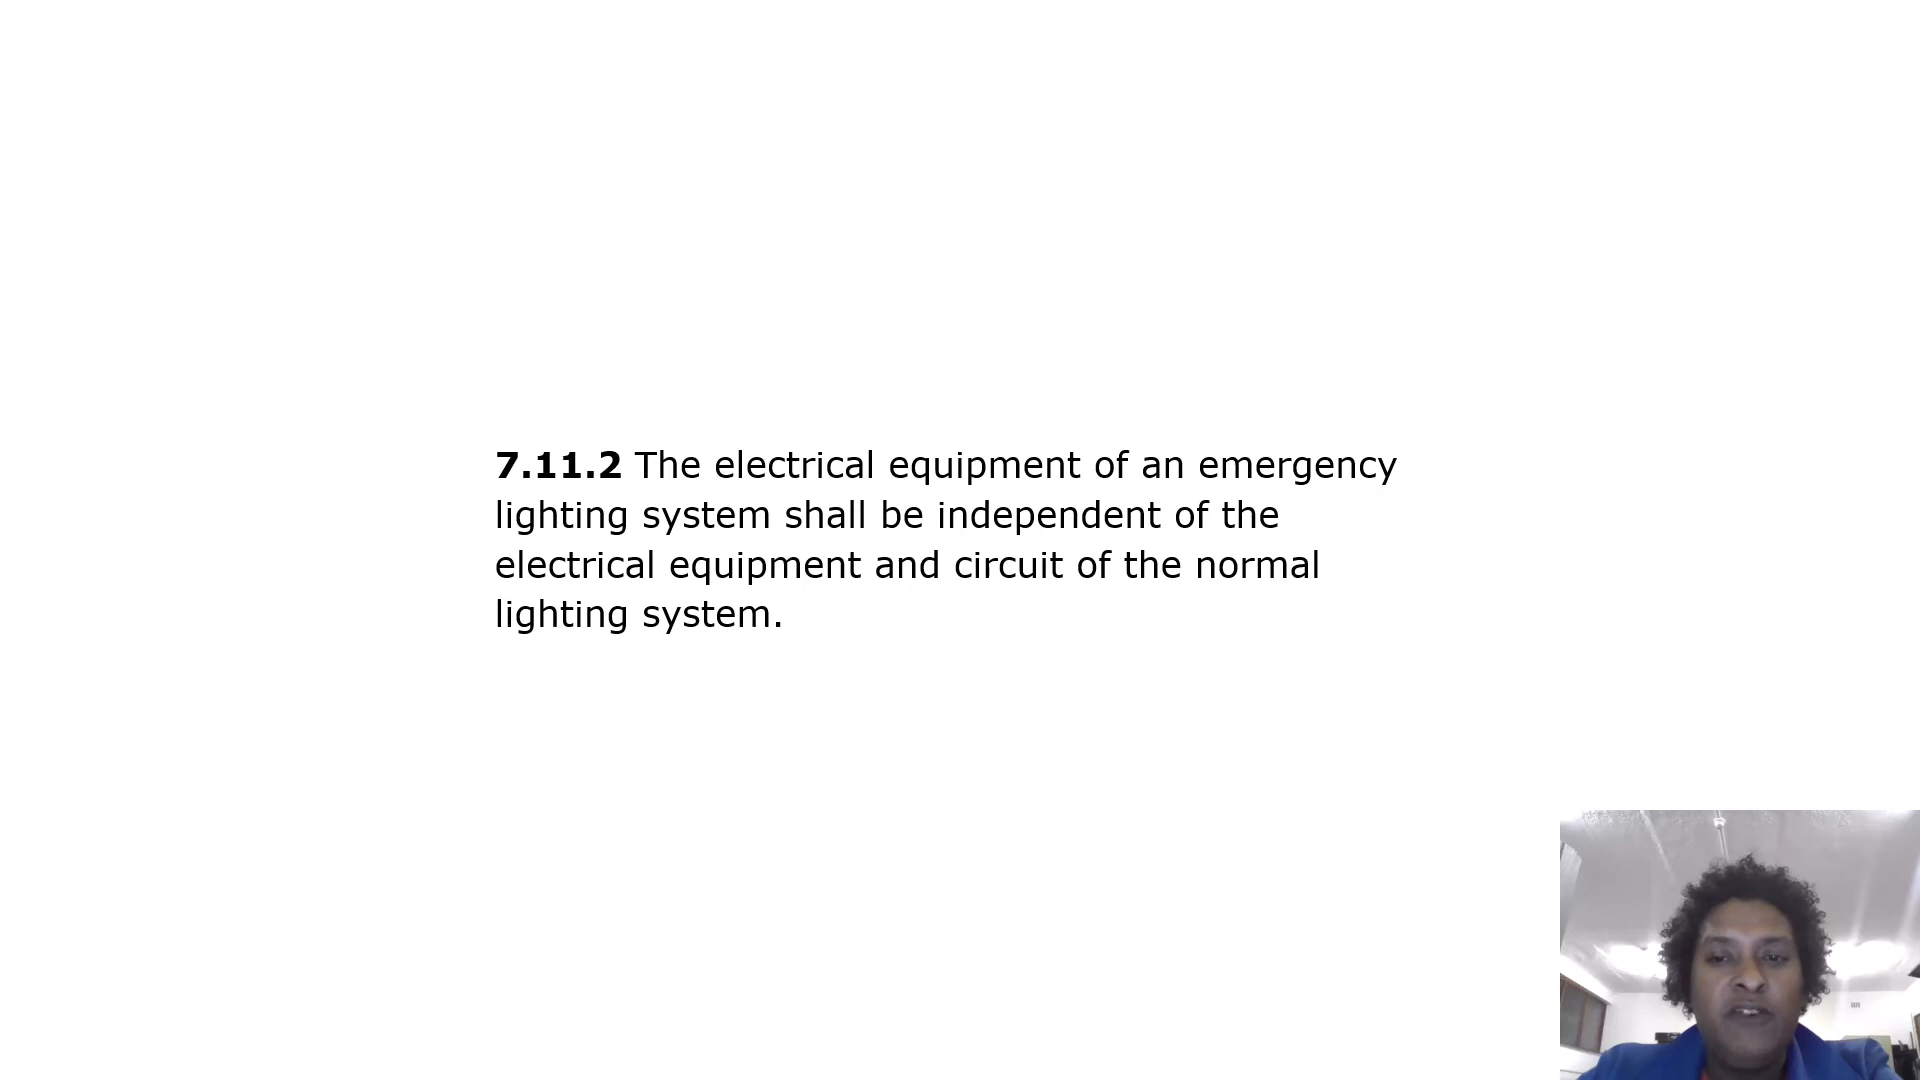 7.11.2 The electrical equipment of an emergency
lighting system shall be independent of the
electrical equipment and circuit of the normal
lighting system.